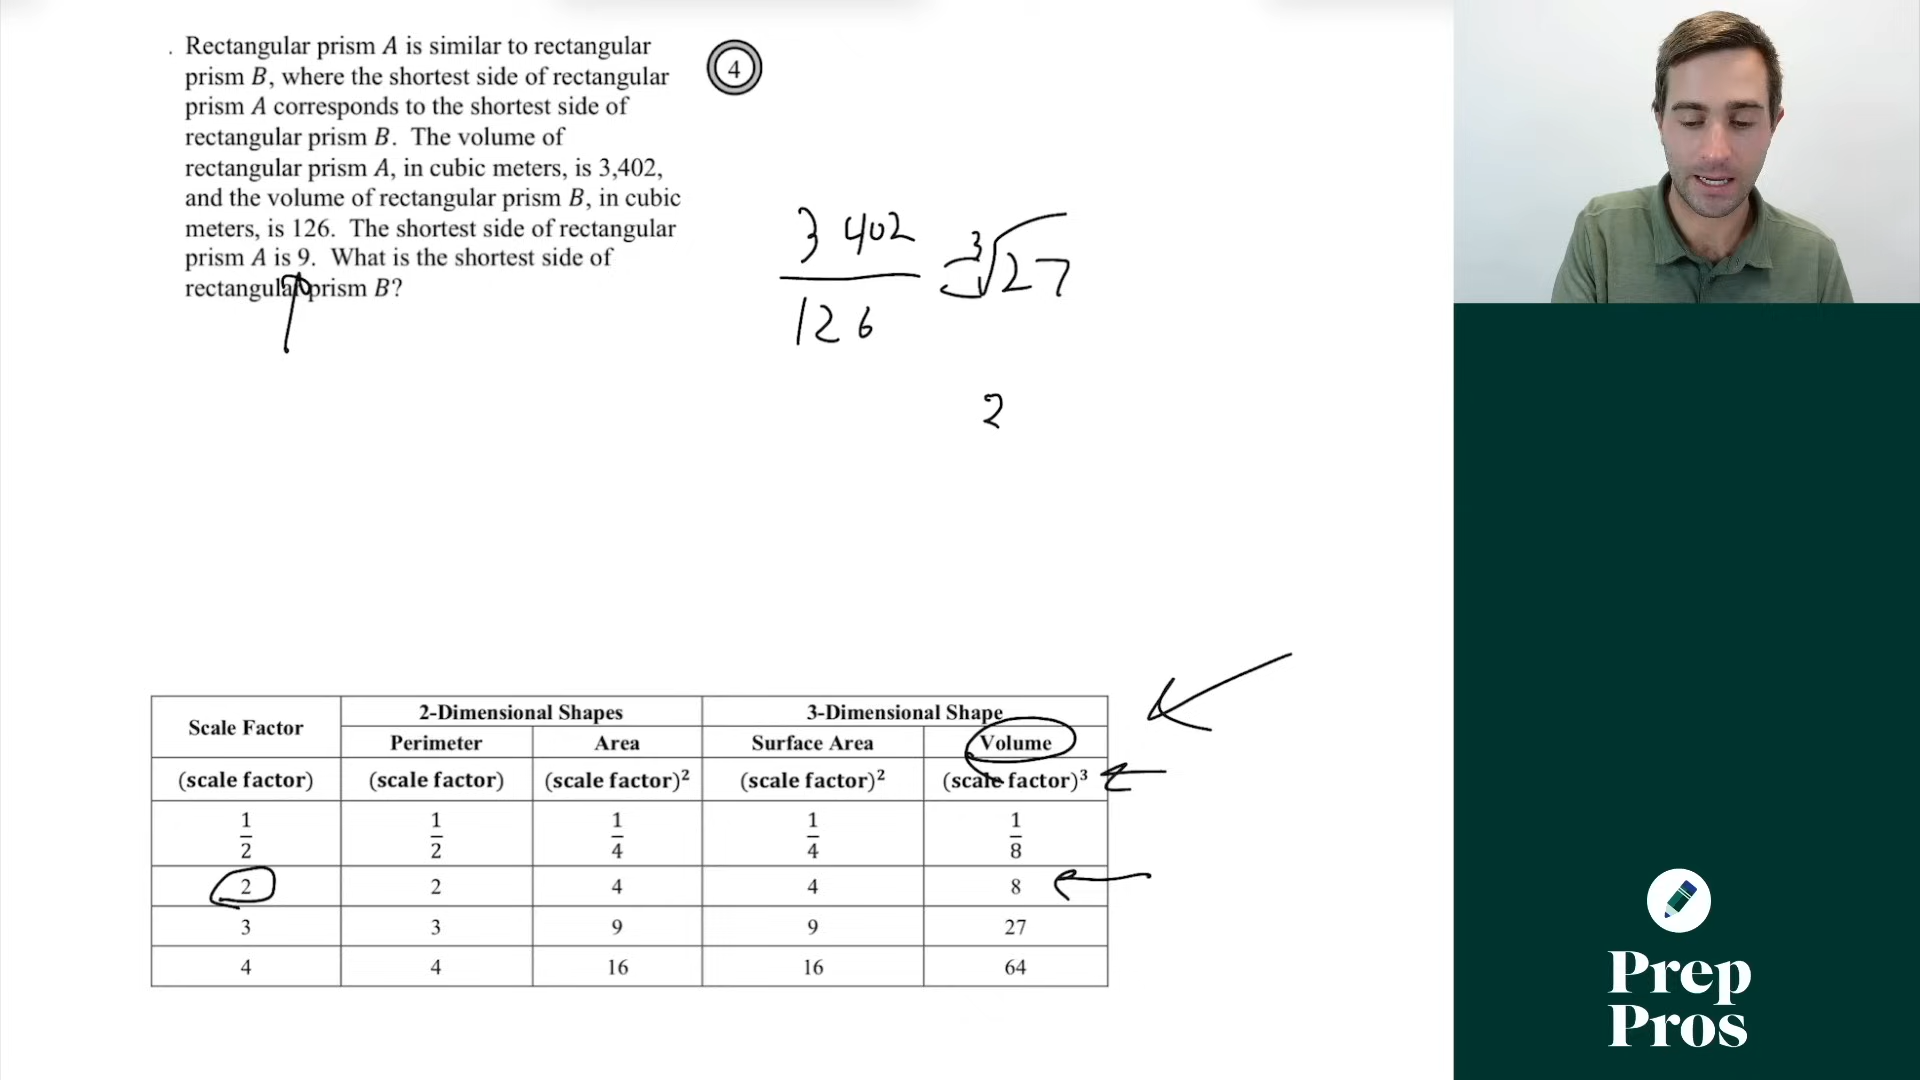 . Rectangular prism A is similar to rectangular
prism B, where the shortest side of rectangular
prism A corresponds to the shortest side of
rectangular prism B. The volume of
rectangular prism A, in cubic meters, is 3,402,
and the volume of rectangular prism B, in cubic
meters, is 126. The shortest side of rectangular
prism A is 9. What is the shortest side of
rectangular prism B?
4
3 402
126
3√27
2
Scale Factor 2-Dimensional Shapes 3-Dimensional Shape
Perimeter Area Surface Area Volume
(scale factor) (scale factor) (scale factor)² (scale factor)² (scale factor)³
1/2 1/2 1/4 1/4 1/8
2 2 4 4 8
3 3 9 9 27
4 4 16 16 64
Prep
Pros